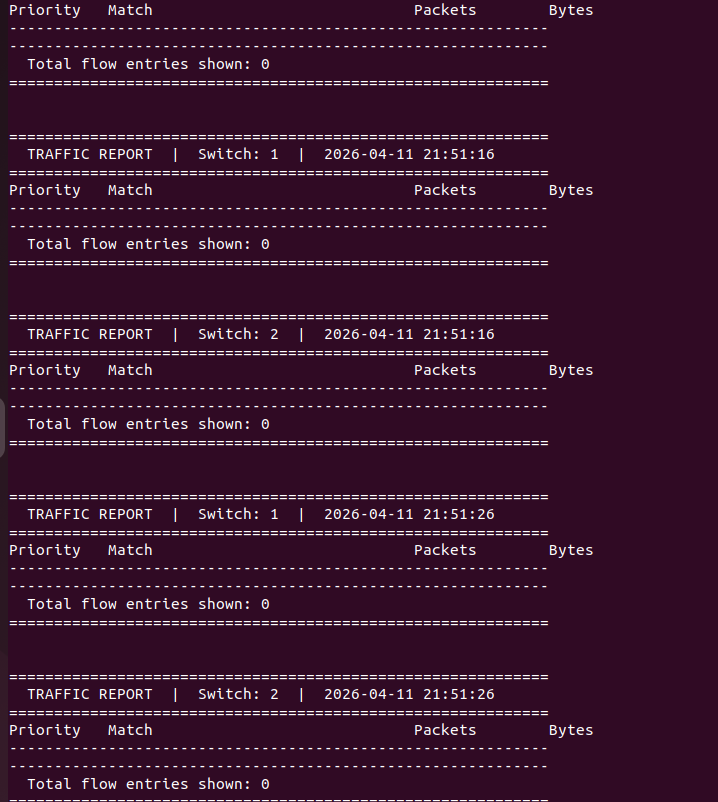 Priority   Match                             Packets        Bytes
------------------------------------------------------------
------------------------------------------------------------
  Total flow entries shown: 0
============================================================
============================================================
  TRAFFIC REPORT  |  Switch: 1  |  2026-04-11 21:51:16
============================================================
Priority   Match                             Packets        Bytes
------------------------------------------------------------
------------------------------------------------------------
  Total flow entries shown: 0
============================================================
============================================================
  TRAFFIC REPORT  |  Switch: 2  |  2026-04-11 21:51:16
============================================================
Priority   Match                             Packets        Bytes
------------------------------------------------------------
------------------------------------------------------------
  Total flow entries shown: 0
============================================================
============================================================
  TRAFFIC REPORT  |  Switch: 1  |  2026-04-11 21:51:26
============================================================
Priority   Match                             Packets        Bytes
------------------------------------------------------------
------------------------------------------------------------
  Total flow entries shown: 0
============================================================
============================================================
  TRAFFIC REPORT  |  Switch: 2  |  2026-04-11 21:51:26
============================================================
Priority   Match                             Packets        Bytes
------------------------------------------------------------
------------------------------------------------------------
  Total flow entries shown: 0
============================================================